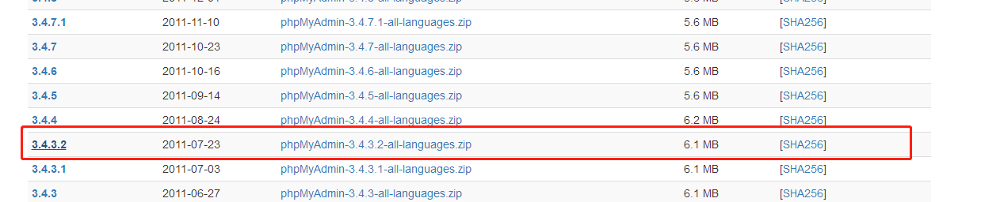 3.4.7.1 2011-11-10 phpMyAdmin-3.4.7.1-all-languages.zip 5.6 MB [SHA256]
3.4.7 2011-10-23 phpMyAdmin-3.4.7-all-languages.zip 5.6 MB [SHA256]
3.4.6 2011-10-16 phpMyAdmin-3.4.6-all-languages.zip 5.6 MB [SHA256]
3.4.5 2011-09-14 phpMyAdmin-3.4.5-all-languages.zip 5.6 MB [SHA256]
3.4.4 2011-08-24 phpMyAdmin-3.4.4-all-languages.zip 6.2 MB [SHA256]
3.4.3.2 2011-07-23 phpMyAdmin-3.4.3.2-all-languages.zip 6.1 MB [SHA256]
3.4.3.1 2011-07-03 phpMyAdmin-3.4.3.1-all-languages.zip 6.1 MB [SHA256]
3.4.3 2011-06-27 phpMyAdmin-3.4.3-all-languages.zip 6.1 MB [SHA256]